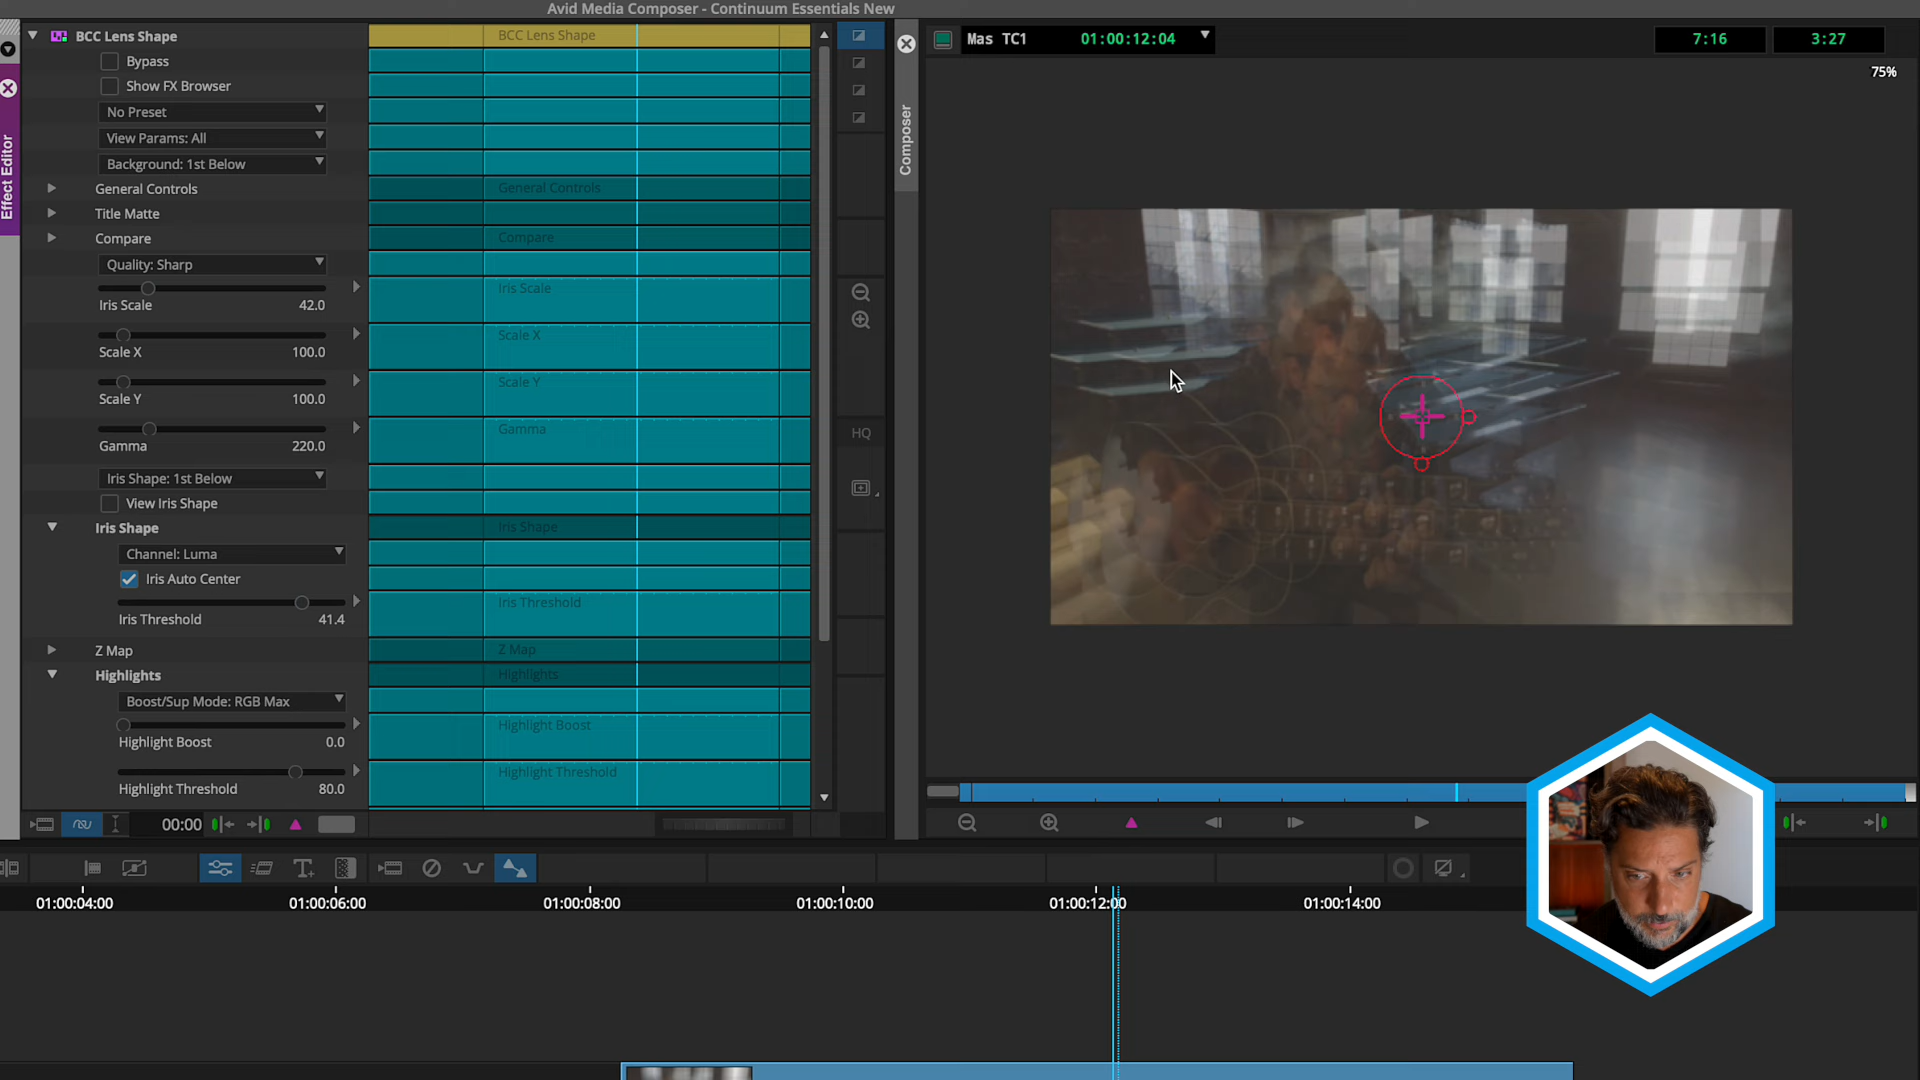 Avid Media Composer - Continuum Essentials New
BCC Lens Shape
Bypass
Show FX Browser
No Preset
View Params: All
Background: 1st Below
General Controls
Title Matte
Compare
Quality: Sharp
Iris Scale 42.0
Scale X 100.0
Scale Y 100.0
Gamma 220.0
Iris Shape: 1st Below
View Iris Shape
Iris Shape
Channel: Luma
Iris Auto Center
Iris Threshold 41.4
Z Map
Highlights
Boost/Sup Mode: RGB Max
Highlight Boost 0.0
Highlight Threshold 80.0
00:00
Effect Editor
BCC Lens Shape
General Controls
Compare
Iris Scale
Scale X
Scale Y
Gamma
Iris Shape
Iris Threshold
Z Map
Highlights
Highlight Boost
Highlight Threshold
HQ
Composer
Mas TC1 01:00:12:04 7:16 3:27
75%
01:00:04:00 01:00:06:00 01:00:08:00 01:00:10:00 01:00:12:00 01:00:14:00